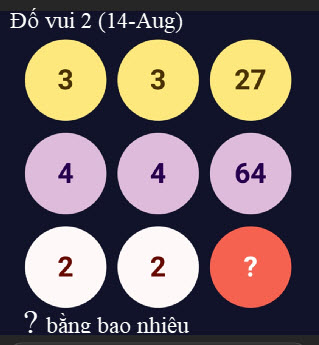 Đố vui 2 (14-Aug)
3 3 27
4 4 64
2 2 ?
? bằng bao nhiêu